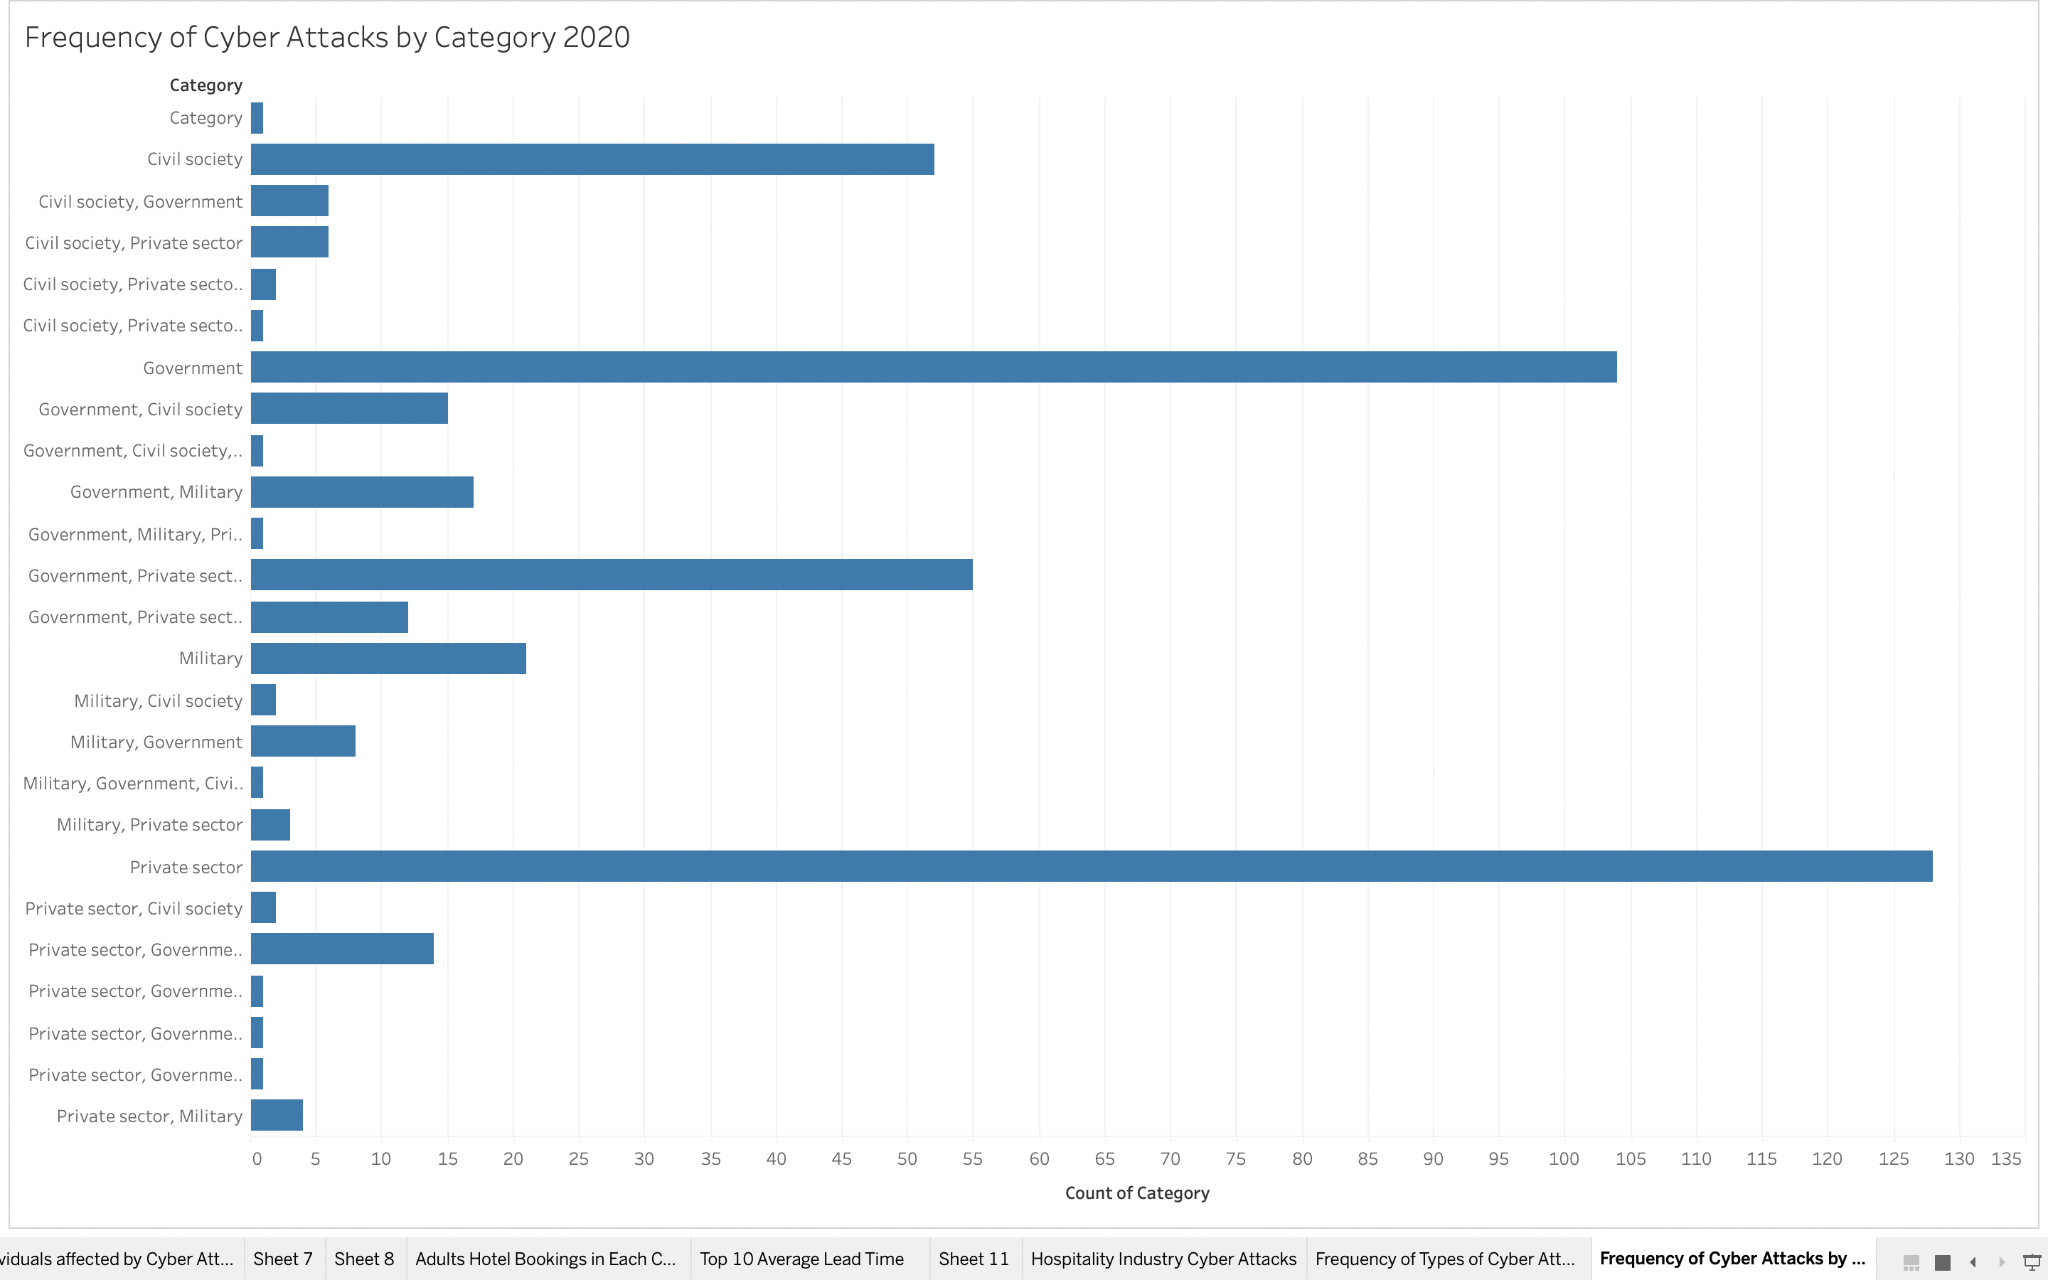 Frequency of Cyber Attacks by Category 2020
Category
Category
Civil society
Civil society, Government
Civil society, Private sector
Civil society, Private secto..
Civil society, Private secto..
Government
Government, Civil society
Government, Civil society,..
Government, Military
Government, Military, Pri..
Government, Private sect..
Government, Private sect..
Military
Military, Civil society
Military, Government
Military, Government, Civi..
Military, Private sector
Private sector
Private sector, Civil society
Private sector, Governme..
Private sector, Governme..
Private sector, Governme..
Private sector, Governme..
Private sector, Military
0 5 10 15 20 25 30 35 40 45 50 55 60 65 70 75 80 85 90 95 100 105 110 115 120 125 130 135
Count of Category
viduals affected by Cyber Att... Sheet 7 Sheet 8 Adults Hotel Bookings in Each C... Top 10 Average Lead Time Sheet 11 Hospitality Industry Cyber Attacks Frequency of Types of Cyber Att... Frequency of Cyber Attacks by ...